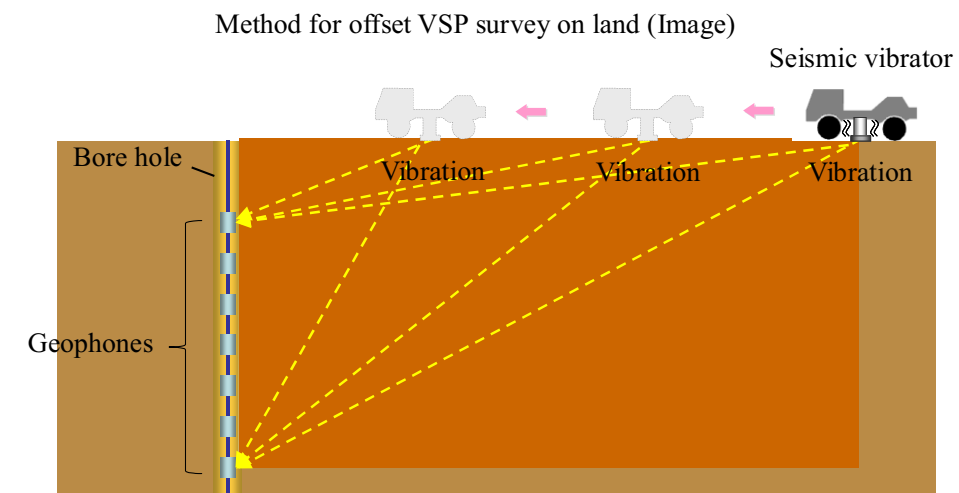 Method for offset VSP survey on land (Image)
Seismic vibrator
Bore hole
Vibration
Vibration
Vibration
Geophones